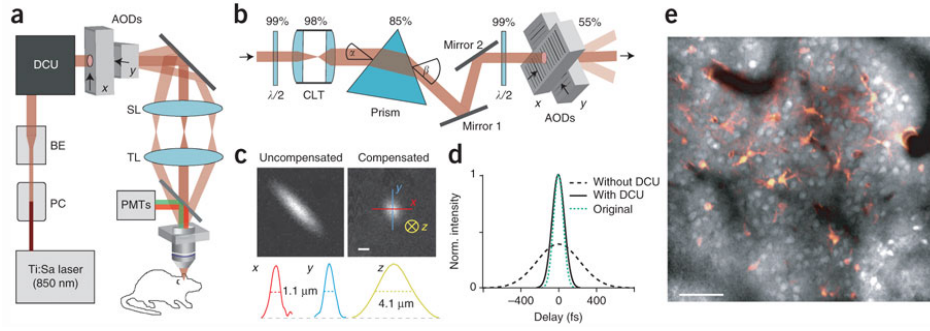 a
AODs
DCU
x
y
SL
BE
TL
PC
PMTs
Ti:Sa laser
(850 nm)
b
99% 98% 85% 99% 55%
Mirror 2
α
β
λ/2 CLT
Prism
Mirror 1
λ/2
x
y
AODs
c
Uncompensated Compensated
y
x
z
x y z
1.1 µm
4.1 µm
d
Without DCU
With DCU
Original
Norm. intensity
1
0
–400 0 400
Delay (fs)
e